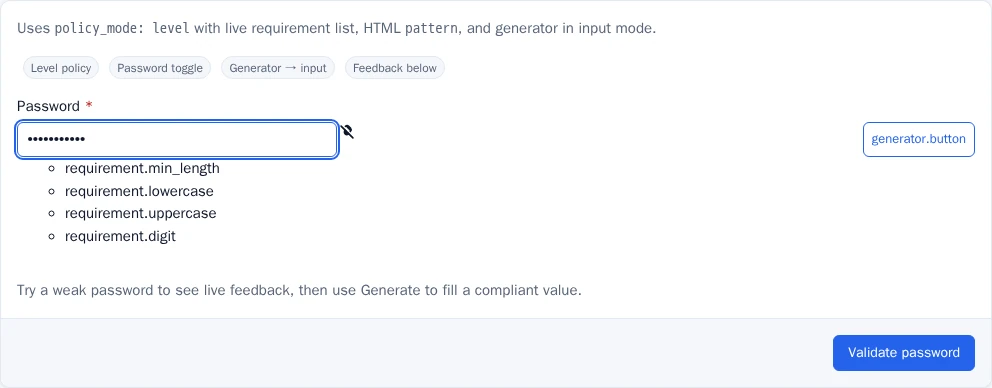 Uses policy_mode: level with live requirement list, HTML pattern, and generator in input mode.
Level policy Password toggle Generator → input Feedback below
Password *
•••••••••••
generator.button
requirement.min_length
requirement.lowercase
requirement.uppercase
requirement.digit
Try a weak password to see live feedback, then use Generate to fill a compliant value.
Validate password